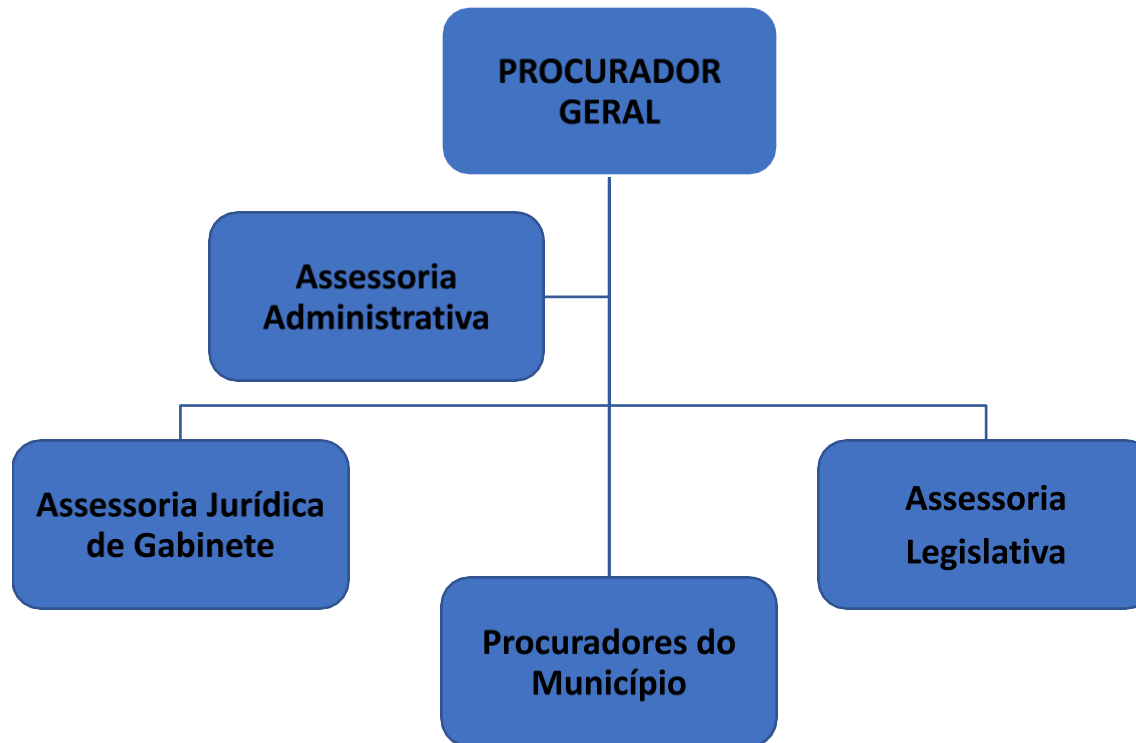 PROCURADOR
GERAL
Assessoria
Administrativa
Assessoria Jurídica
de Gabinete
Assessoria
Legislativa
Procuradores do
Município